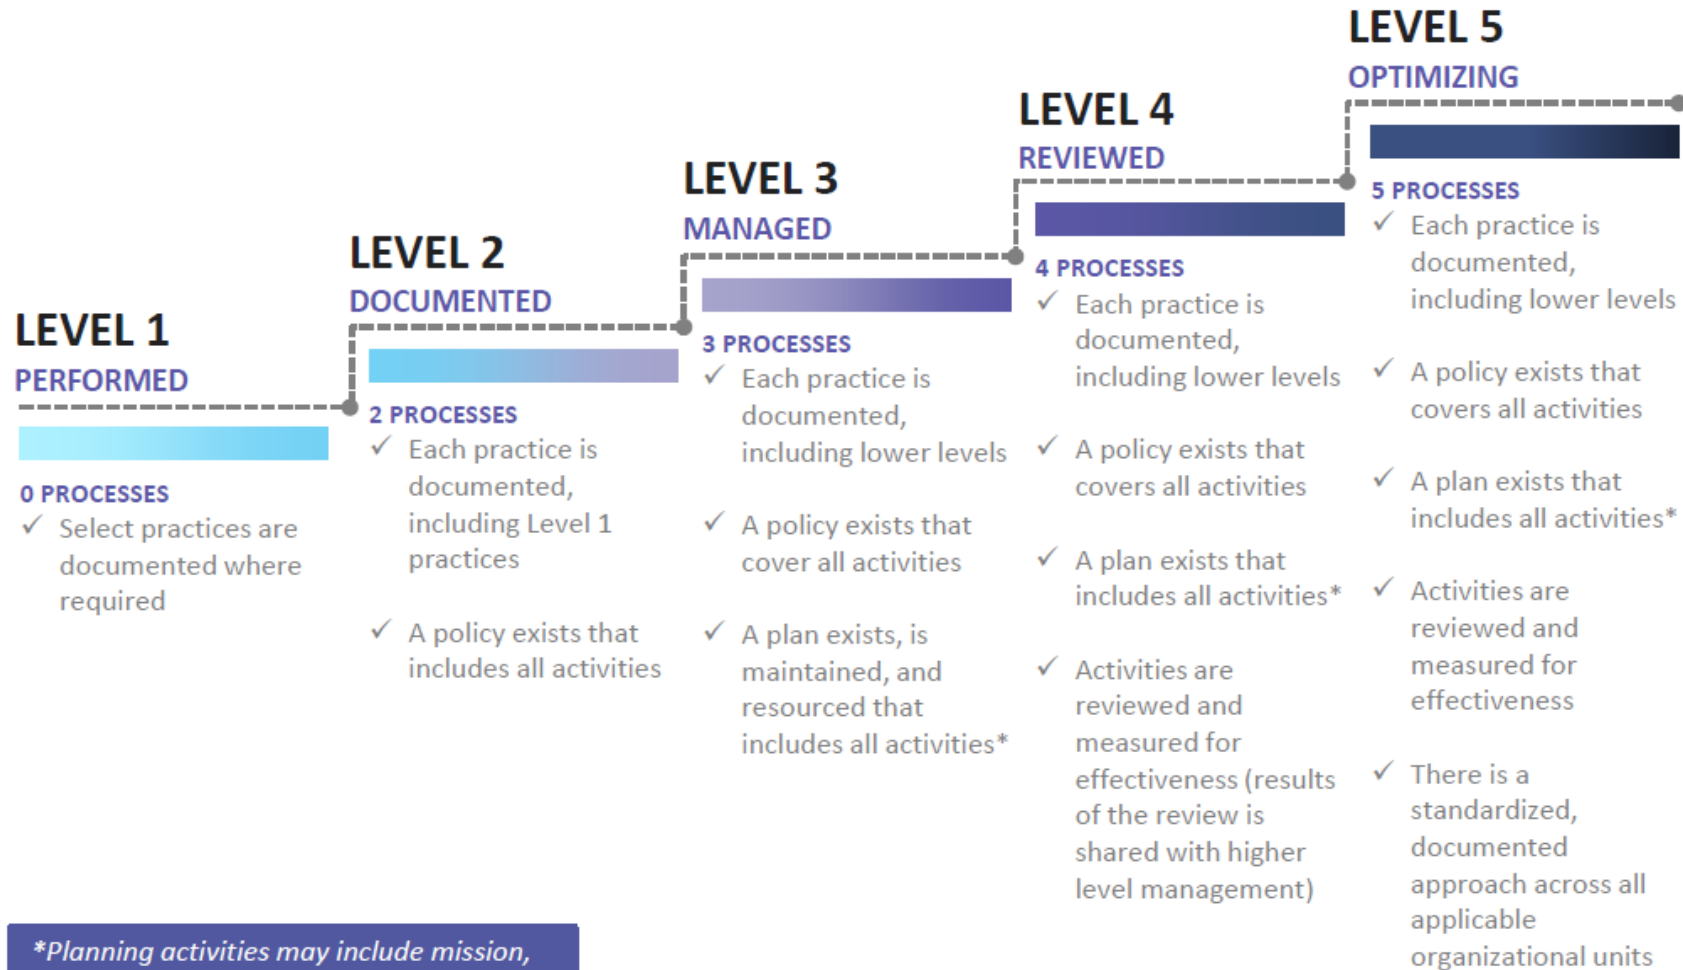 LEVEL 1
PERFORMED
0 PROCESSES
✓ Select practices are
documented where
required
LEVEL 2
DOCUMENTED
2 PROCESSES
✓ Each practice is
documented,
including Level 1
practices
✓ A policy exists that
includes all activities
LEVEL 3
MANAGED
3 PROCESSES
✓ Each practice is
documented,
including lower levels
✓ A policy exists that
cover all activities
✓ A plan exists, is
maintained, and
resourced that
includes all activities*
LEVEL 4
REVIEWED
4 PROCESSES
✓ Each practice is
documented,
including lower levels
✓ A policy exists that
covers all activities
✓ A plan exists that
includes all activities*
✓ Activities are
reviewed and
measured for
effectiveness (results
of the review is
shared with higher
level management)
LEVEL 5
OPTIMIZING
5 PROCESSES
✓ Each practice is
documented,
including lower levels
✓ A policy exists that
covers all activities
✓ A plan exists that
includes all activities*
✓ Activities are
reviewed and
measured for
effectiveness
✓ There is a
standardized,
documented
approach across all
applicable
organizational units
*Planning activities may include mission,